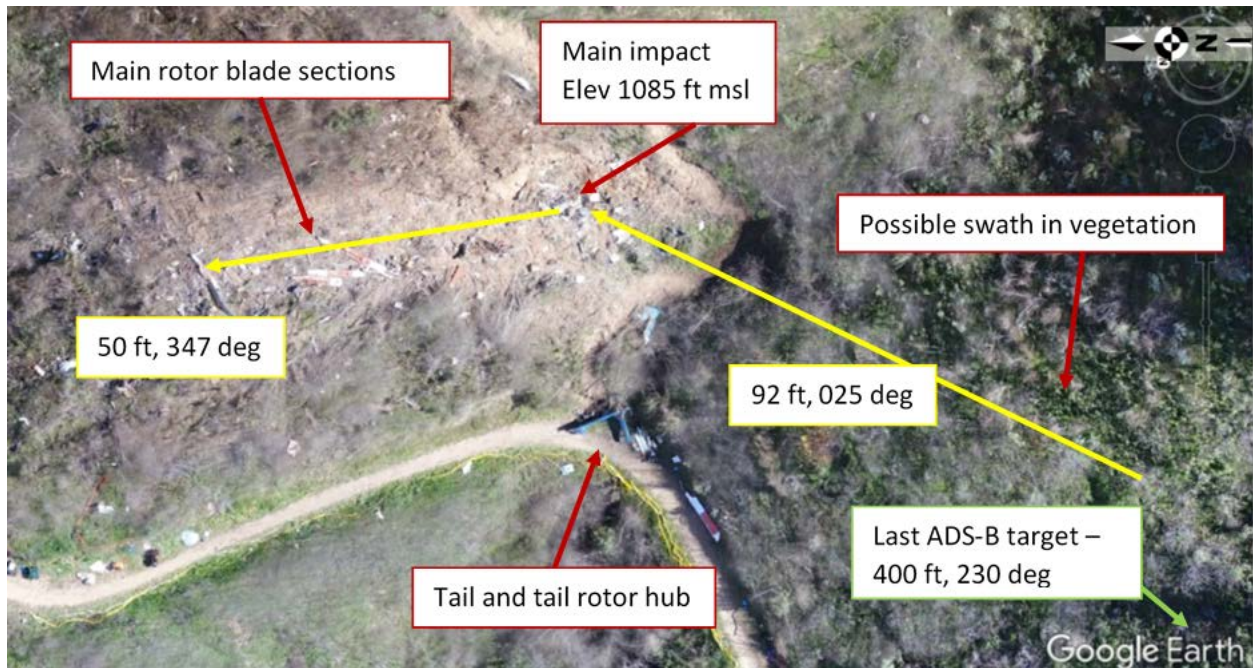 Main rotor blade sections
Main impact
Elev 1085 ft msl
N
Possible swath in vegetation
50 ft, 347 deg
92 ft, 025 deg
Last ADS-B target –
400 ft, 230 deg
Tail and tail rotor hub
Google Earth